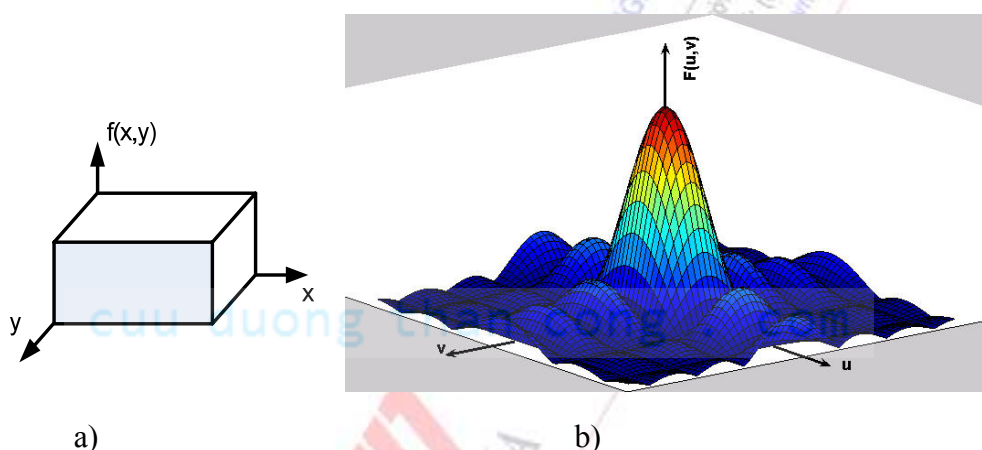 f(x,y)
x
y
F(u,v)
v
u
cuu duong than cong . com
a)
b)